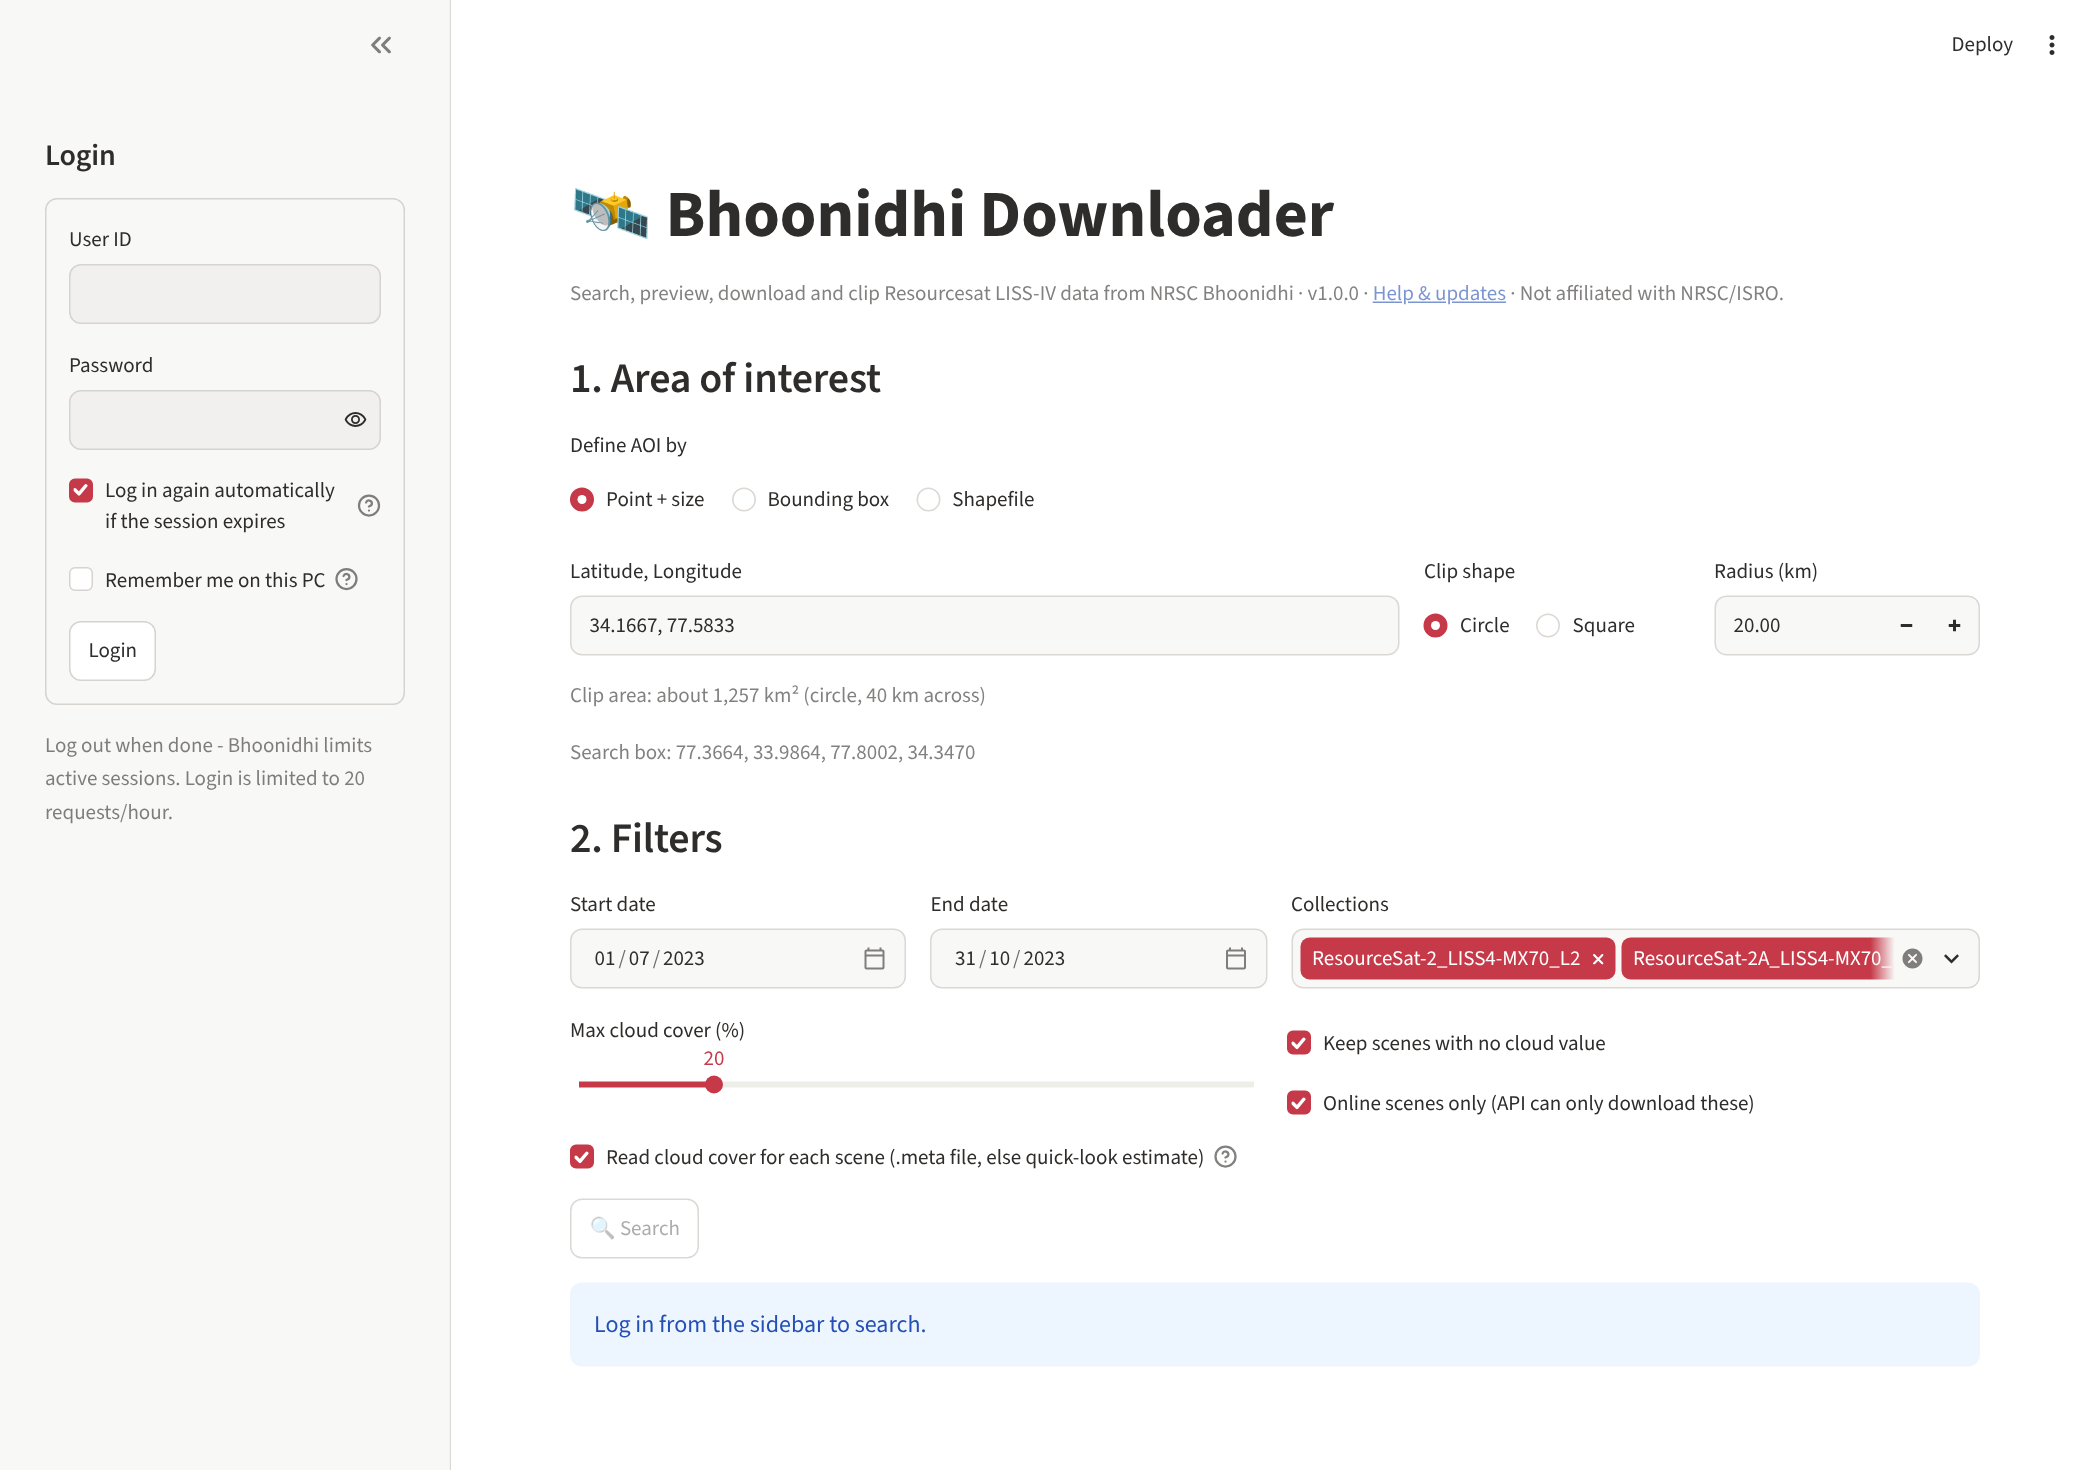 Deploy
Login
User ID
Password
Log in again automatically
if the session expires
Remember me on this PC
Login
Log out when done - Bhoonidhi limits
active sessions. Login is limited to 20
requests/hour.
Bhoonidhi Downloader
Search, preview, download and clip Resourcesat LISS-IV data from NRSC Bhoonidhi · v1.0.0 · Help & updates · Not affiliated with NRSC/ISRO.
1. Area of interest
Define AOI by
Point + size Bounding box Shapefile
Latitude, Longitude Clip shape Radius (km)
34.1667, 77.5833 Circle Square 20.00
Clip area: about 1,257 km² (circle, 40 km across)
Search box: 77.3664, 33.9864, 77.8002, 34.3470
2. Filters
Start date End date Collections
01/07/2023 31/10/2023 ResourceSat-2_LISS4-MX70_L2 ResourceSat-2A_LISS4-MX70_
Max cloud cover (%)
20
Keep scenes with no cloud value
Online scenes only (API can only download these)
Read cloud cover for each scene (.meta file, else quick-look estimate)
Search
Log in from the sidebar to search.